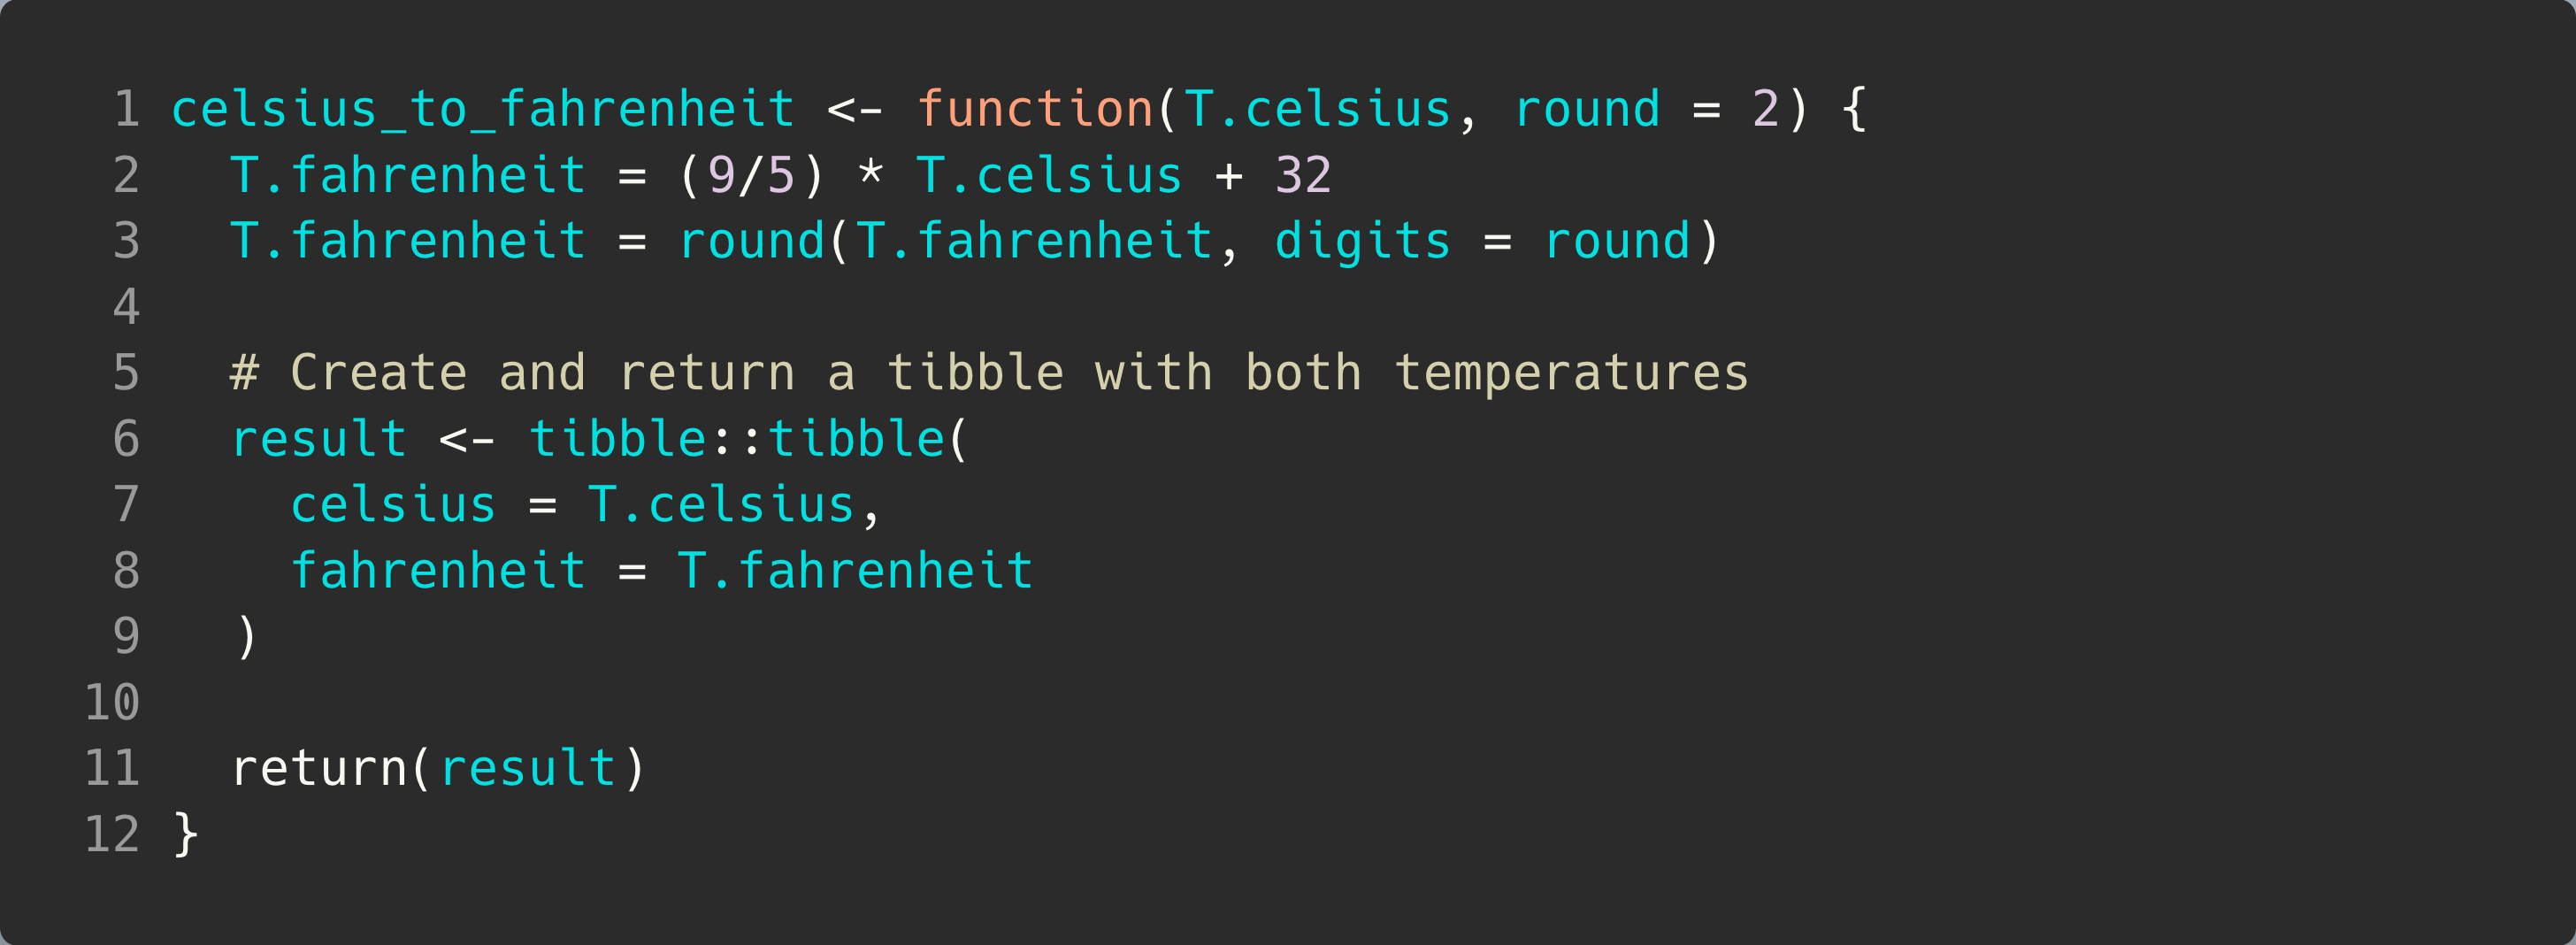 1 celsius_to_fahrenheit <- function(T.celsius, round = 2) {
2   T.fahrenheit = (9/5) * T.celsius + 32
3   T.fahrenheit = round(T.fahrenheit, digits = round)
4
5   # Create and return a tibble with both temperatures
6   result <- tibble::tibble(
7     celsius = T.celsius,
8     fahrenheit = T.fahrenheit
9   )
10
11   return(result)
12 }